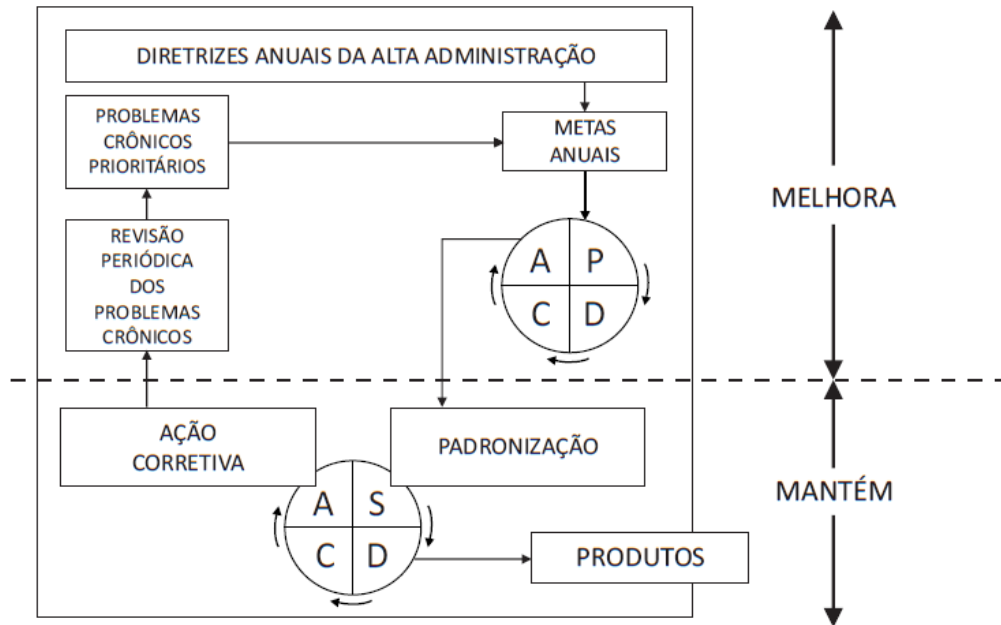 DIRETRIZES ANUAIS DA ALTA ADMINISTRAÇÃO
PROBLEMAS
CRÔNICOS
PRIORITÁRIOS
METAS
ANUAIS
MELHORA
REVISÃO
PERIÓDICA
DOS
PROBLEMAS
CRÔNICOS
A P
C D
AÇÃO
CORRETIVA
PADRONIZAÇÃO
MANTÉM
A S
C D
PRODUTOS